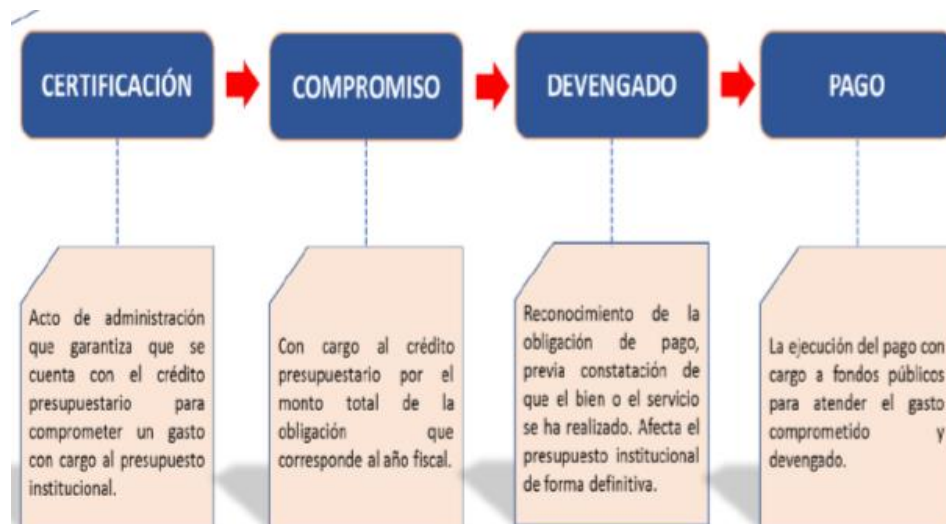 CERTIFICACIÓN
COMPROMISO
DEVENGADO
PAGO
Acto de administración
que garantiza que se
cuenta con el crédito
presupuestario para
comprometer un gasto
con cargo al presupuesto
institucional.
Con cargo al crédito
presupuestario por el
monto total de la
obligación que
corresponde al año fiscal.
Reconocimiento de la
obligación de pago,
previa constatación de
que el bien o el servicio
se ha realizado. Afecta el
presupuesto institucional
de forma definitiva.
La ejecución del pago con
cargo a fondos públicos
para atender el gasto
comprometido y
devengado.